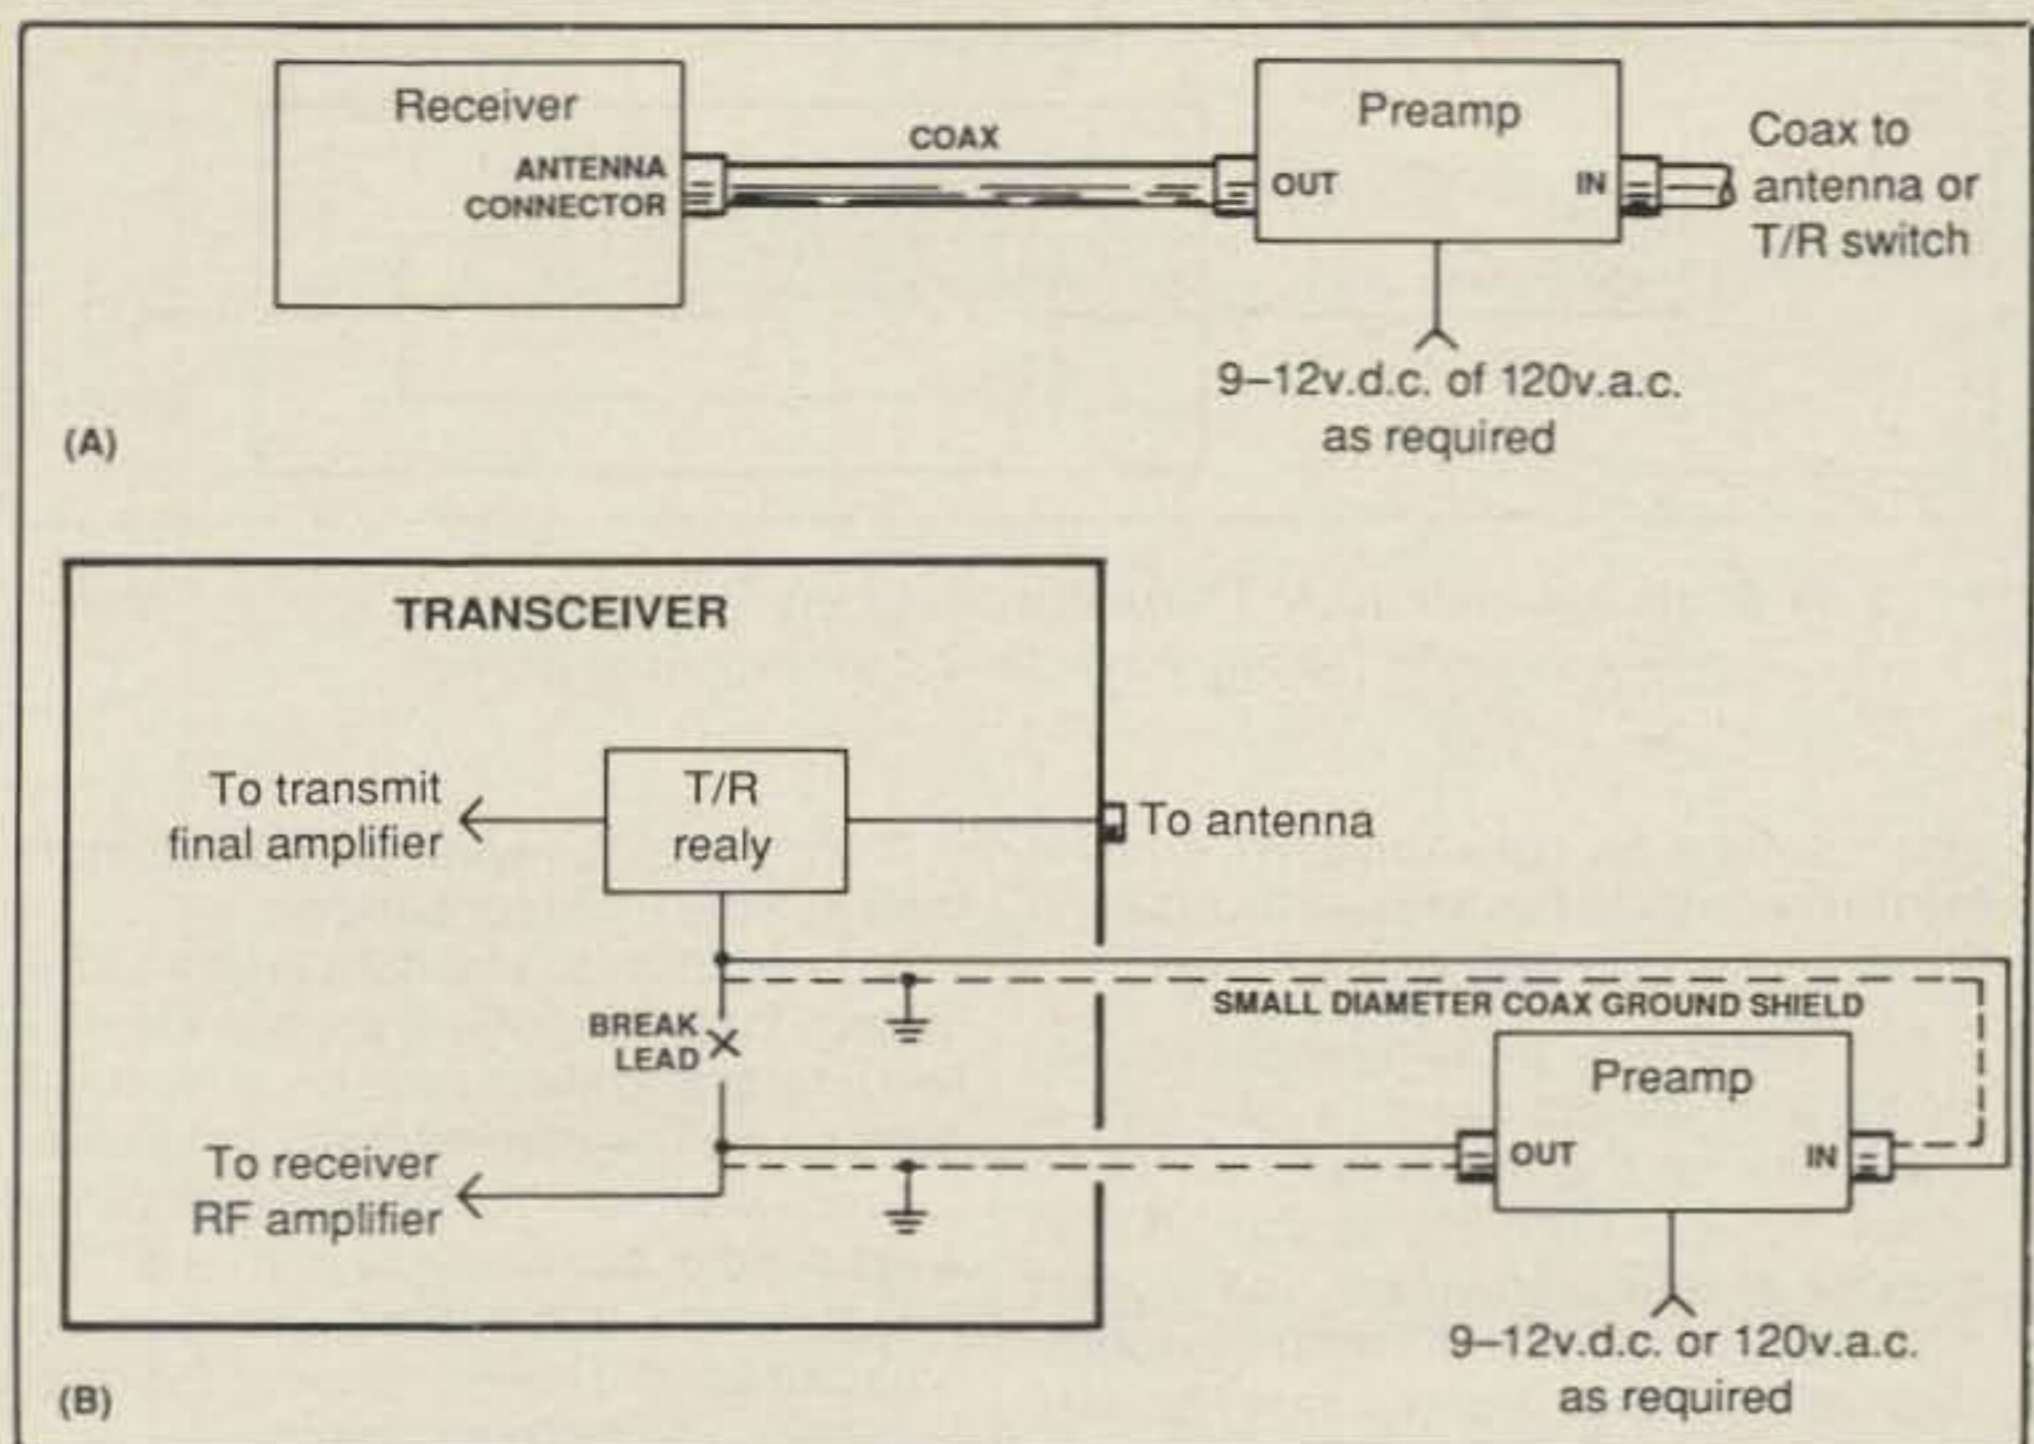 Receiver
ANTENNA
CONNECTOR
COAX
Preamp
OUT
IN
Coax to
antenna or
T/R switch
9–12v.d.c. of 120v.a.c.
as required
(A)
TRANSCEIVER
To transmit
final amplifier
T/R
realy
To antenna
BREAK
LEAD
SMALL DIAMETER COAX GROUND SHIELD
Preamp
OUT
IN
To receiver
RF amplifier
9–12v.d.c. or 120v.a.c.
as required
(B)